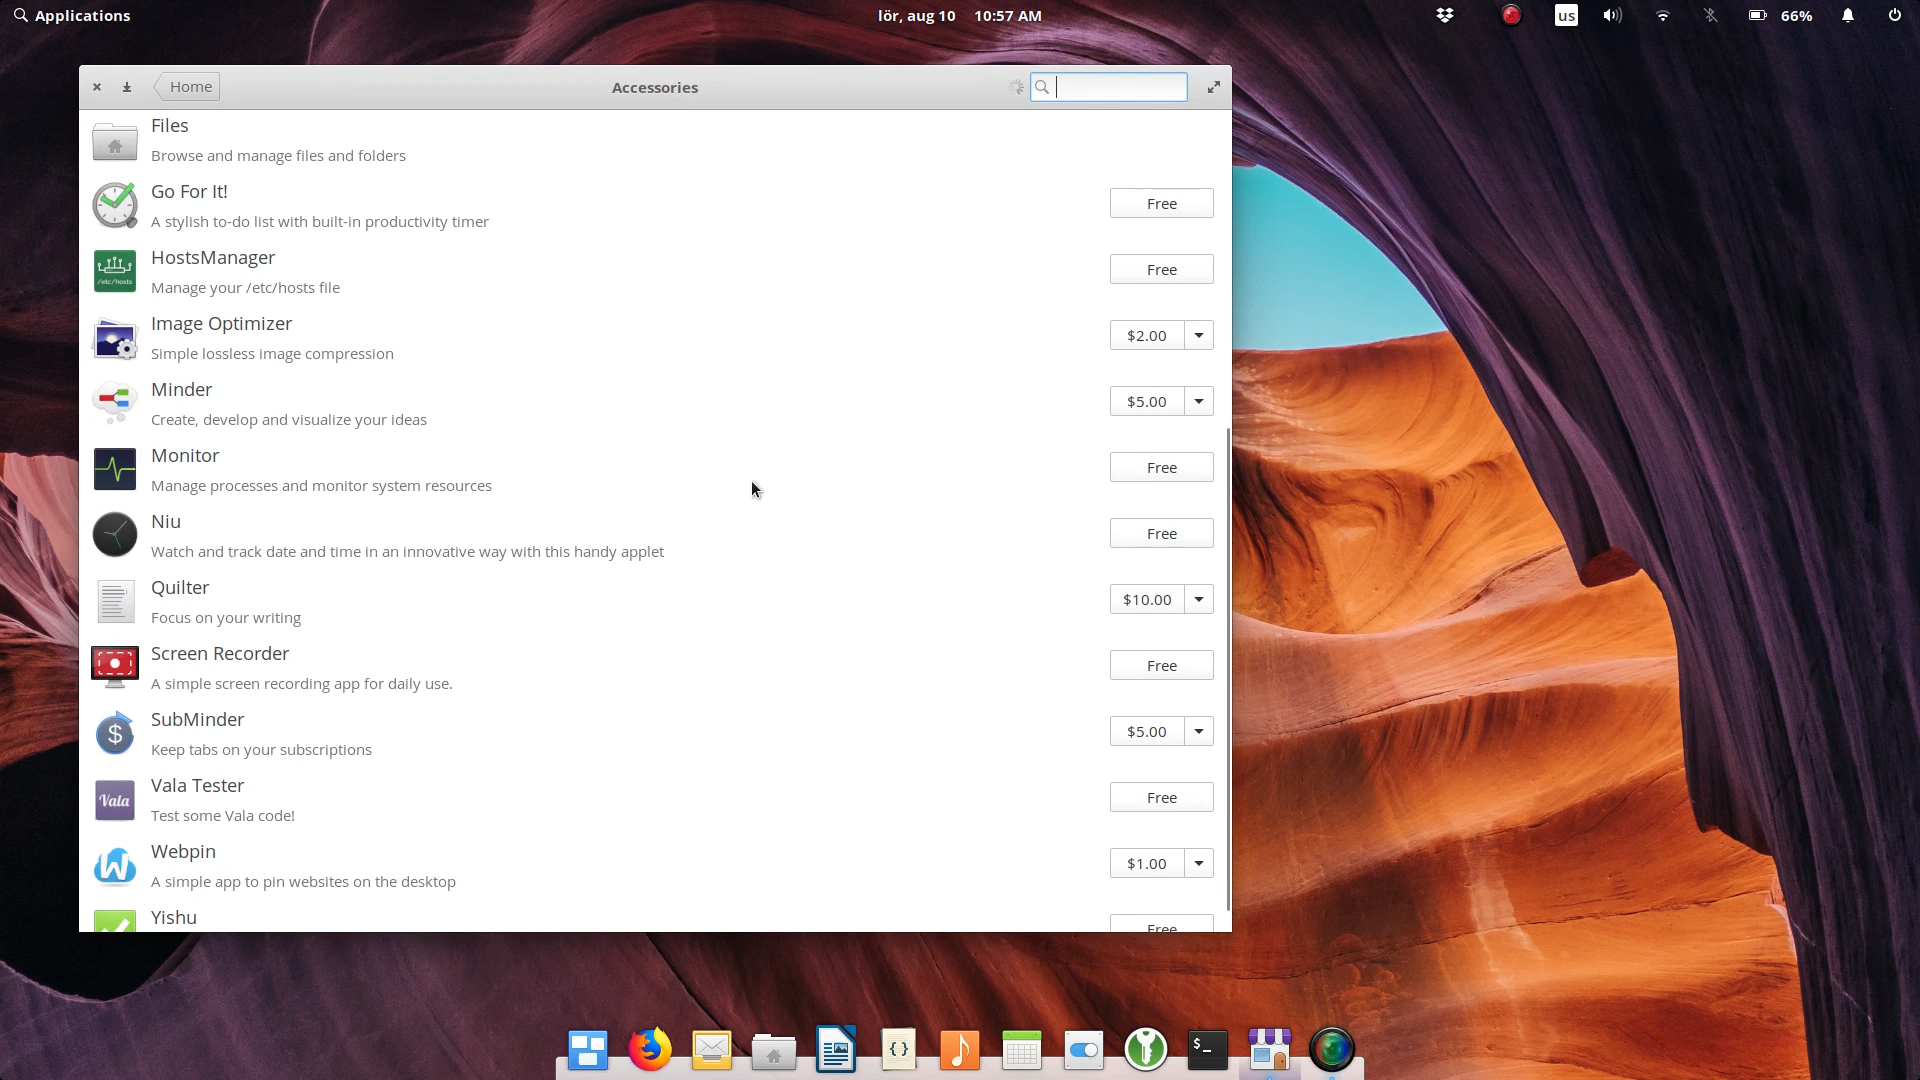 Applications
lör, aug 10 10:57 AM
us
66%
Home
Accessories
Files
Browse and manage files and folders
Go For It!
A stylish to-do list with built-in productivity timer
Free
/etc/hosts
HostsManager
Manage your /etc/hosts file
Free
Image Optimizer
Simple lossless image compression
$2.00
Minder
Create, develop and visualize your ideas
$5.00
Monitor
Manage processes and monitor system resources
Free
Niu
Watch and track date and time in an innovative way with this handy applet
Free
Quilter
Focus on your writing
$10.00
Screen Recorder
A simple screen recording app for daily use.
Free
$
SubMinder
Keep tabs on your subscriptions
$5.00
Vala
Vala Tester
Test some Vala code!
Free
W
Webpin
A simple app to pin websites on the desktop
$1.00
Yishu
Free
{}
$_